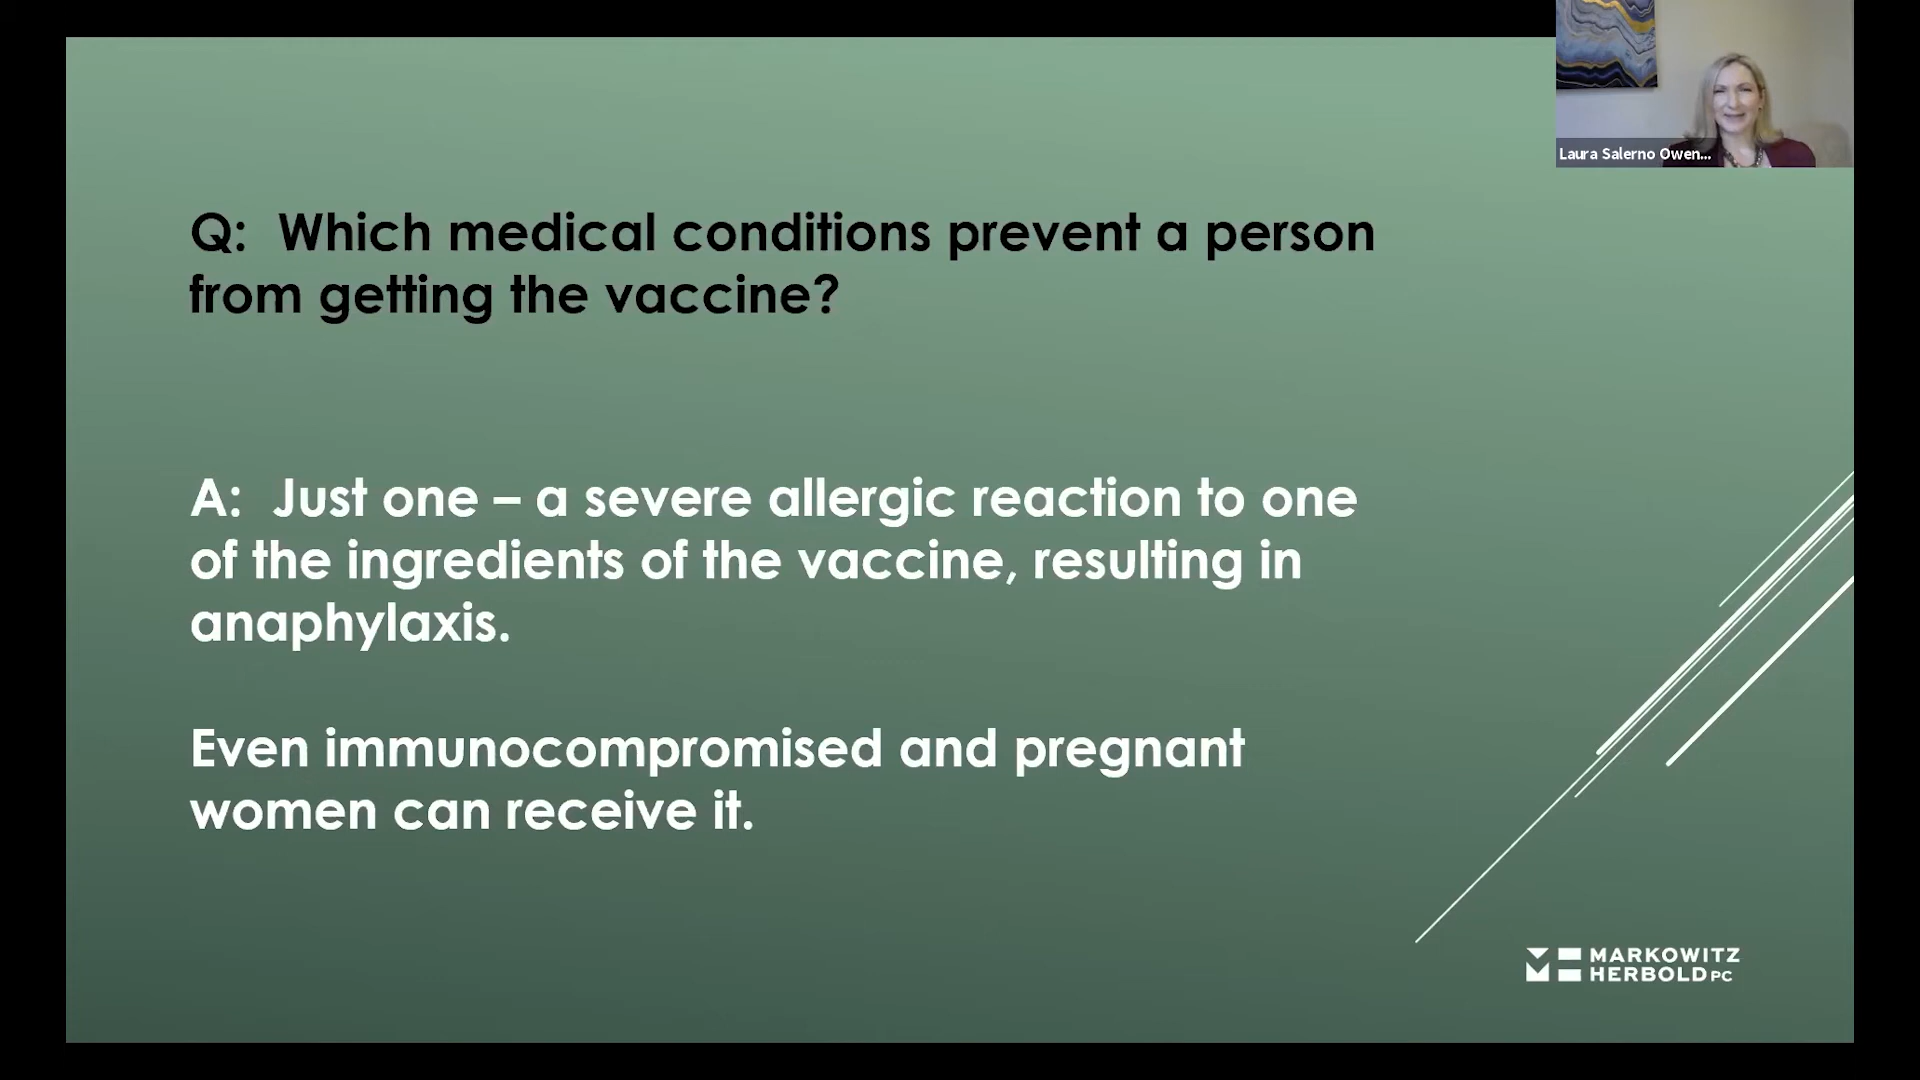 Laura Salerno Owen...
Q: Which medical conditions prevent a person
from getting the vaccine?
A: Just one – a severe allergic reaction to one
of the ingredients of the vaccine, resulting in
anaphylaxis.
Even immunocompromised and pregnant
women can receive it.
MARKOWITZ
HERBOLD PC